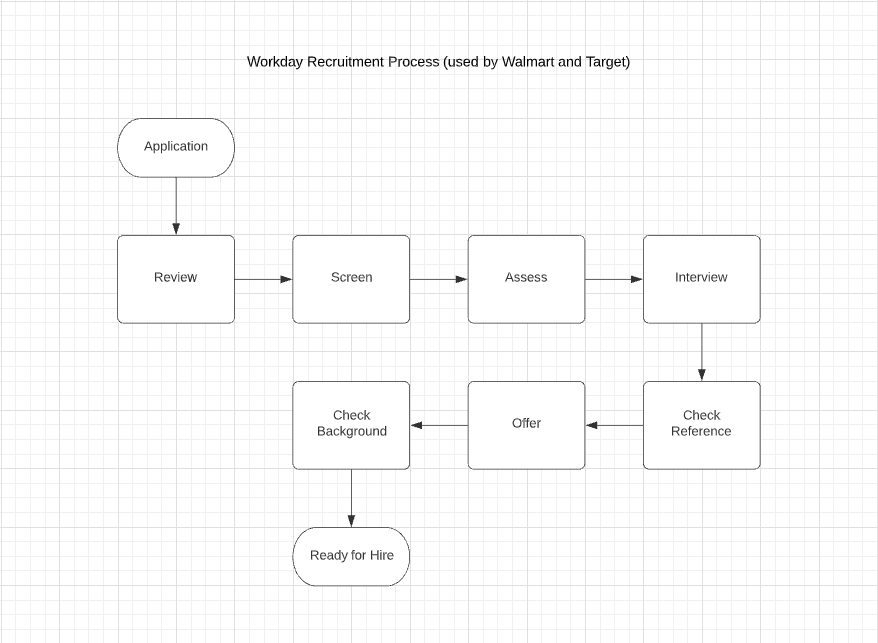 Workday Recruitment Process (used by Walmart and Target)
Application
Review
Screen
Assess
Interview
Check
Reference
Offer
Check
Background
Ready for Hire